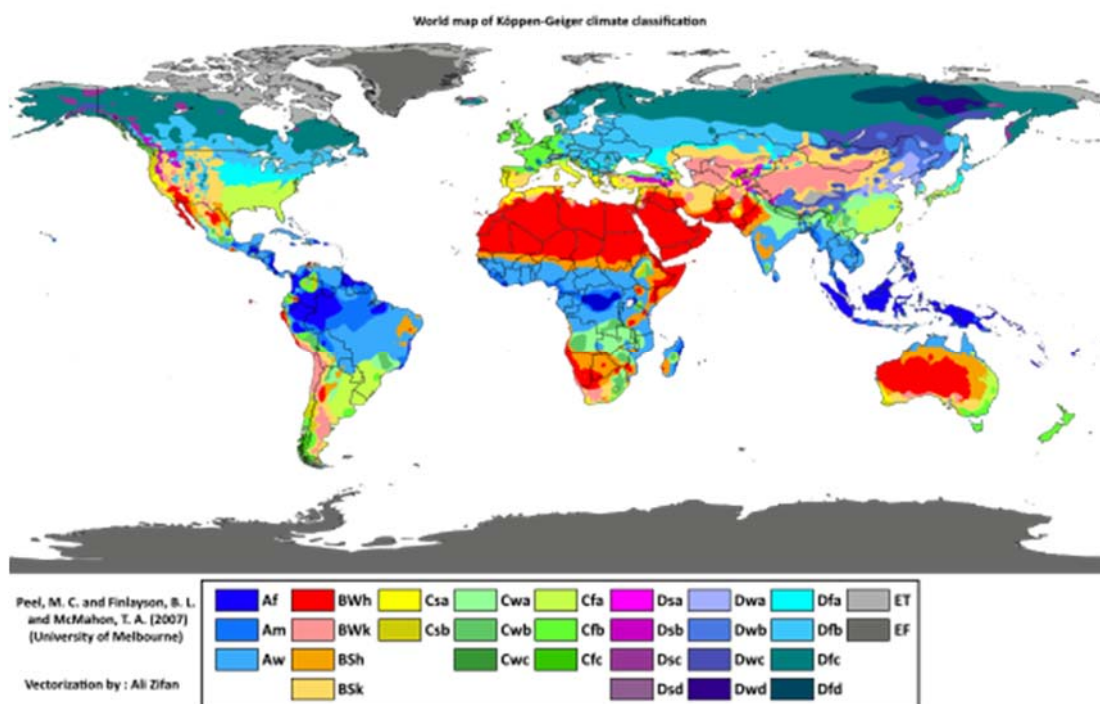 World map of Köppen-Geiger climate classification
Peel, M. C. and Finlayson, B. L.
and McMahon, T. A. (2007)
(University of Melbourne)
Vectorization by : Ali Zifan
Af BWh Csa Cwa Cfa Dsa Dwa Dfa ET
Am BWk Csb Cwb Cfb Dsb Dwb Dfb EF
Aw BSh Cwc Cfc Dsc Dwc Dfc
BSk Dsd Dwd Dfd